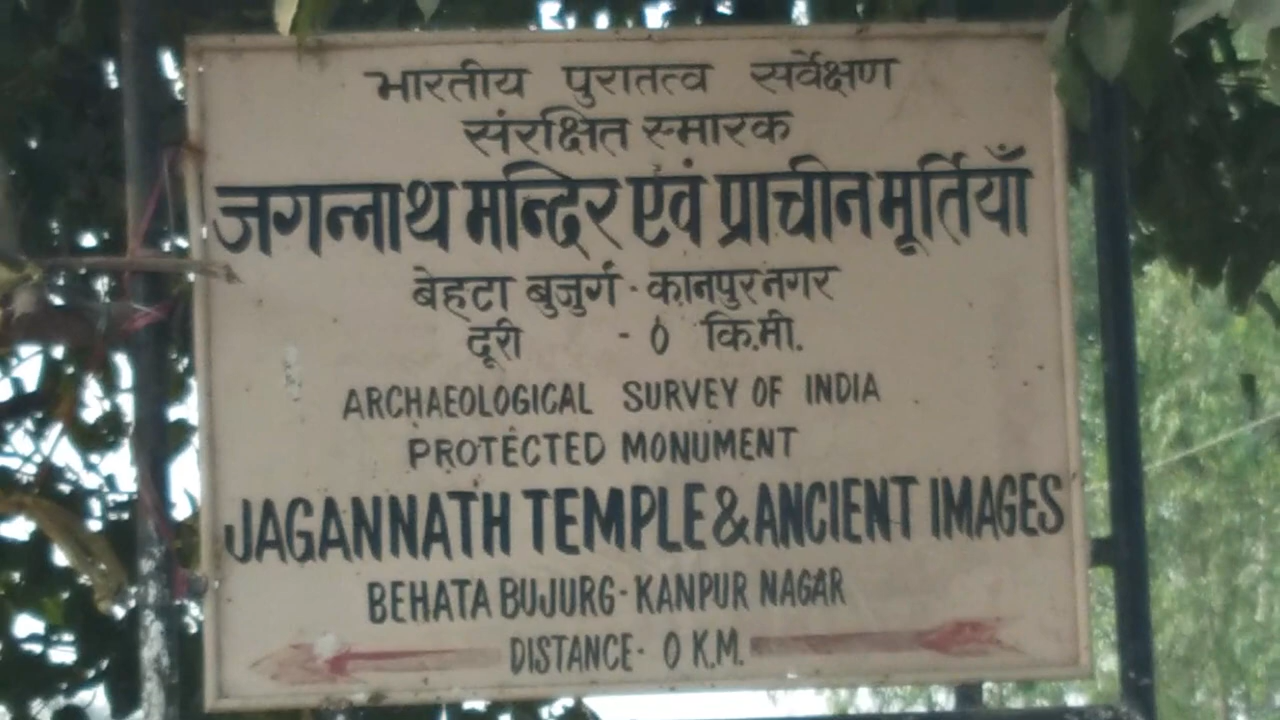 भारतीय पुरातत्व सर्वेक्षण
संरक्षित स्मारक
जगन्नाथ मन्दिर एंवं प्राचीन मूर्तियाँ
बेहटा बुजुर्ग - कानपुर नगर
दूरी - 0 कि.मी.
ARCHAEOLOGICAL SURVEY OF INDIA
PROTECTED MONUMENT
JAGANNATH TEMPLE & ANCIENT IMAGES
BEHATA BUJURG - KANPUR NAGAR
DISTANCE - 0 K.M.